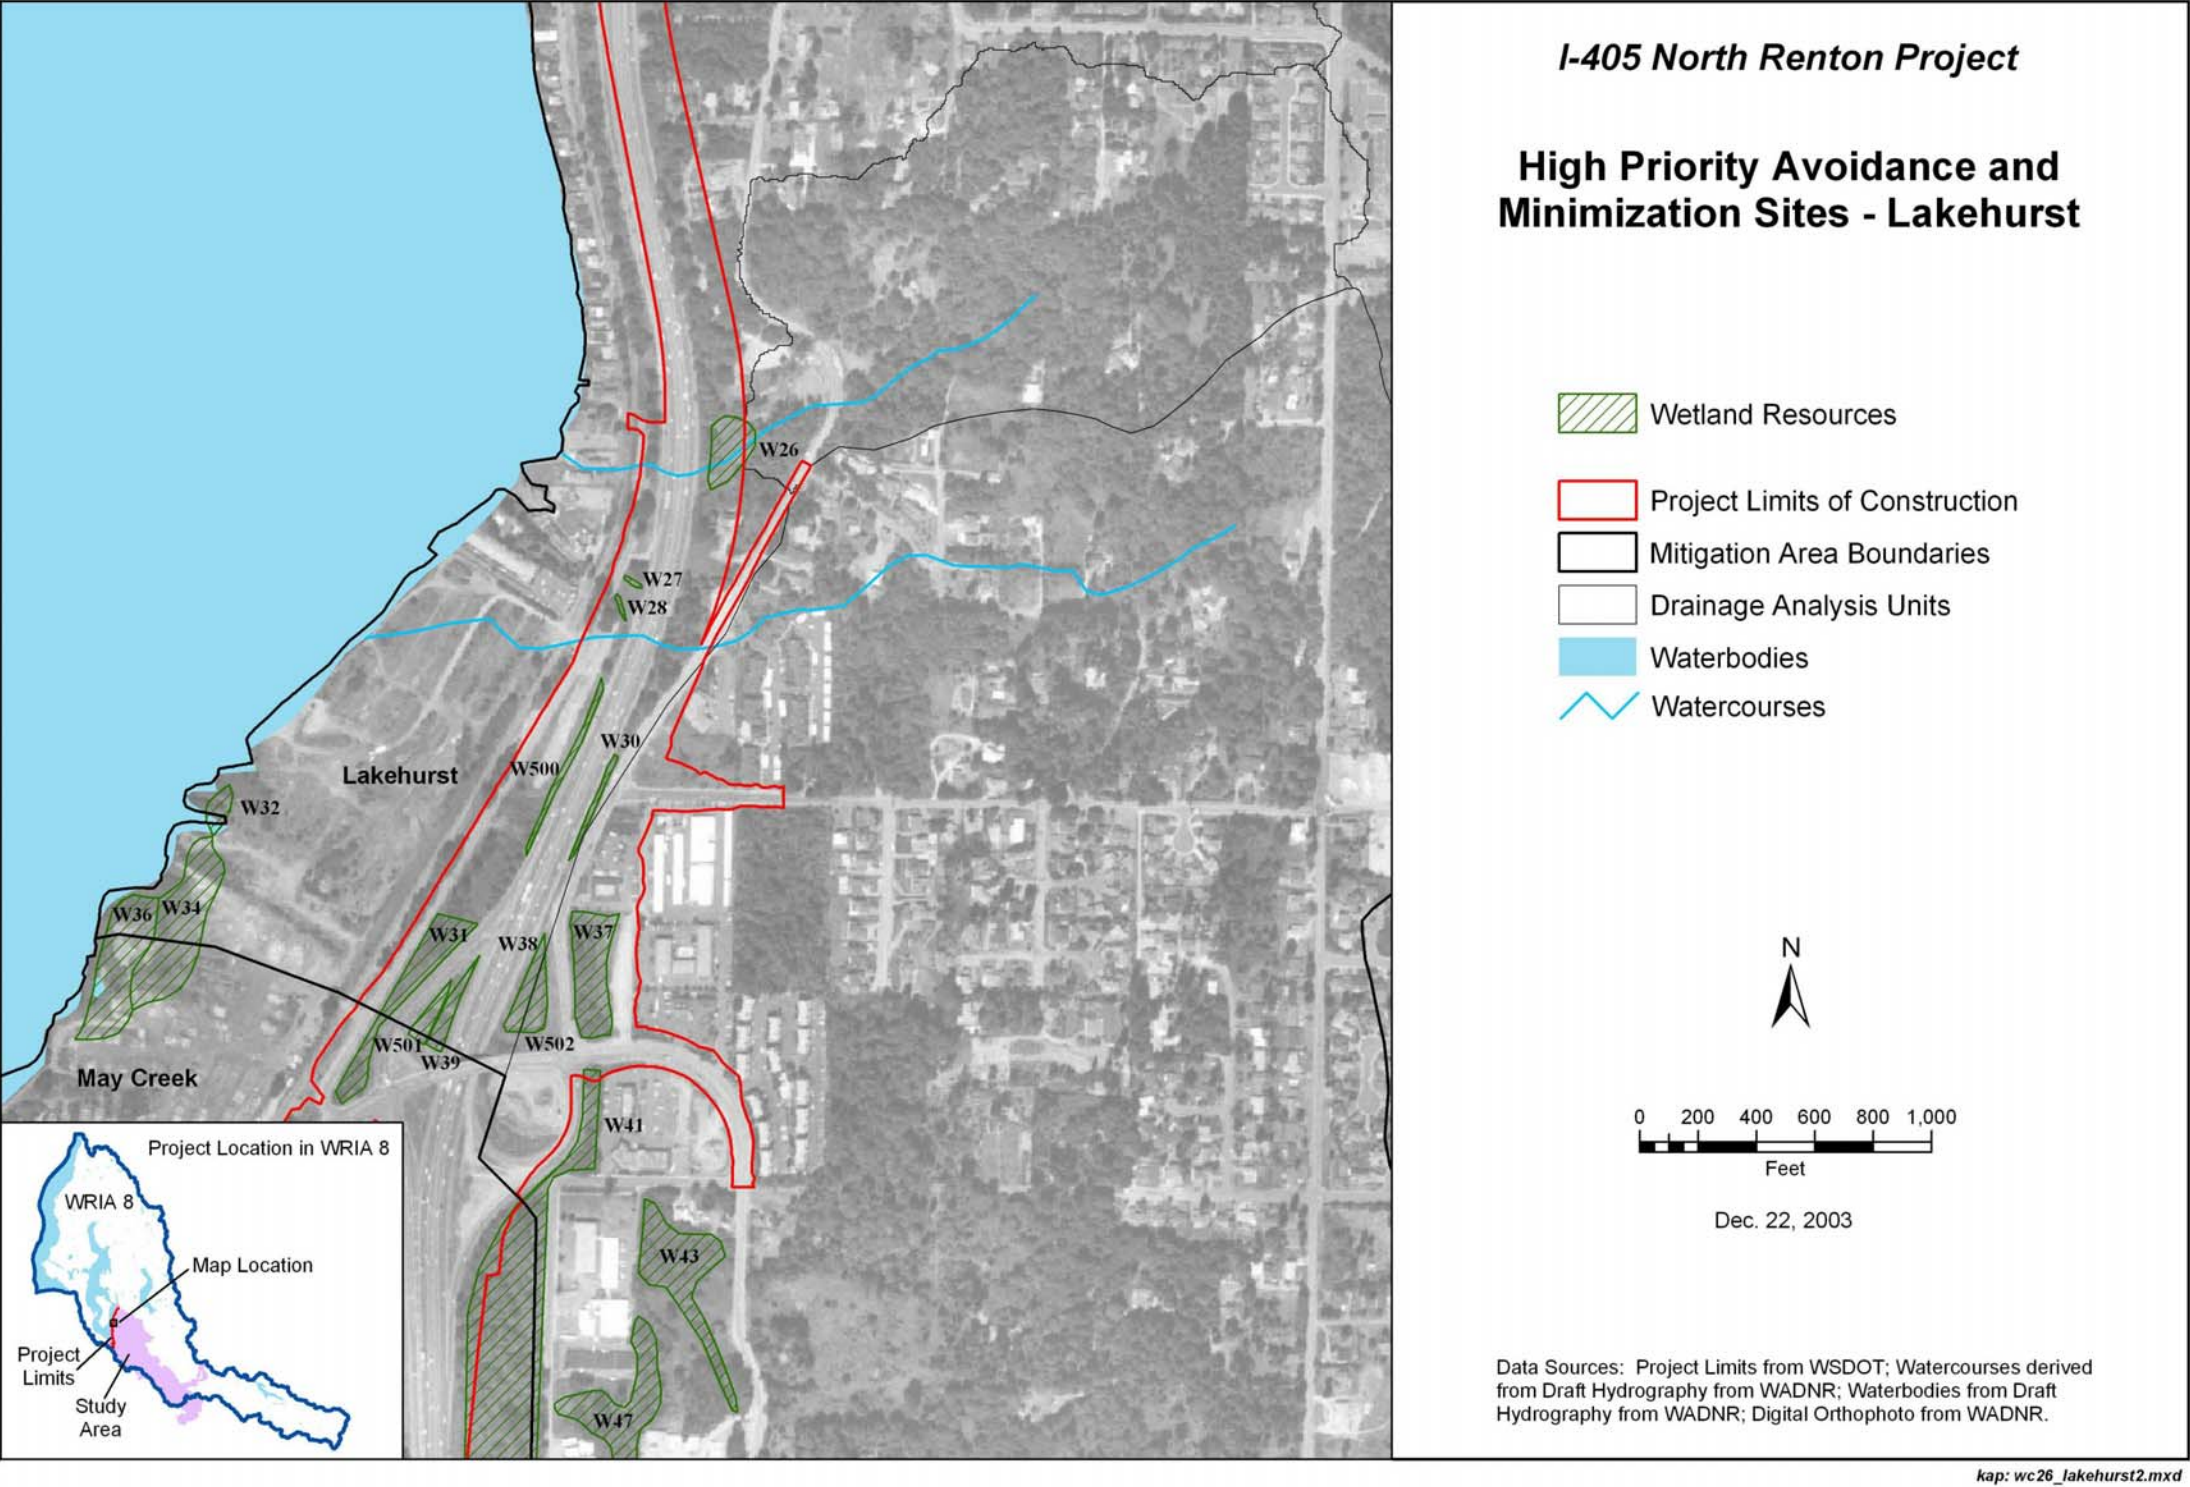 I-405 North Renton Project
High Priority Avoidance and
Minimization Sites - Lakehurst
Wetland Resources
Project Limits of Construction
Mitigation Area Boundaries
Drainage Analysis Units
Waterbodies
Watercourses
N
0 200 400 600 800 1,000
Feet
Dec. 22, 2003
Data Sources: Project Limits from WSDOT; Watercourses derived
from Draft Hydrography from WADNR; Waterbodies from Draft
Hydrography from WADNR; Digital Orthophoto from WADNR.
kap: wc26_lakehurst2.mxd
W26
W27
W28
W30
W500
Lakehurst
W32
W36
W34
W31
W38
W37
W501
W39
W502
May Creek
W41
W43
W47
Project Location in WRIA 8
WRIA 8
Map Location
Project
Limits
Study
Area